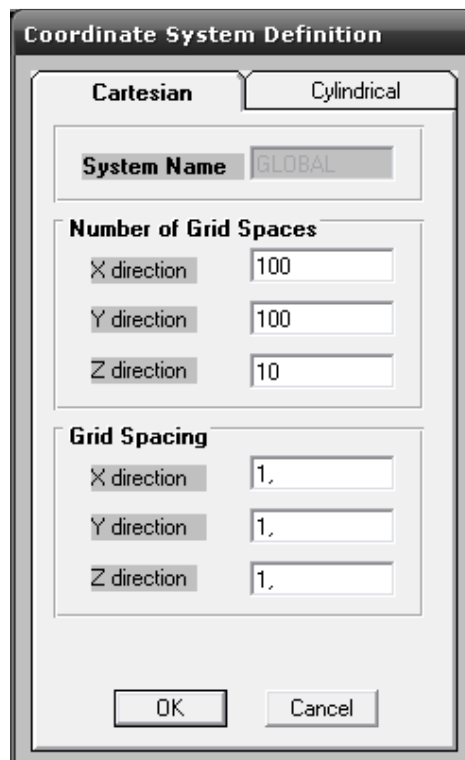 Coordinate System Definition
Cartesian Cylindrical
System Name GLOBAL
Number of Grid Spaces
X direction 100
Y direction 100
Z direction 10
Grid Spacing
X direction 1,
Y direction 1,
Z direction 1,
OK Cancel